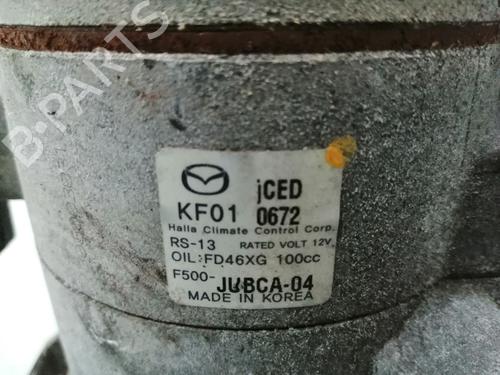 B-PARTS
jCED
KF01 0672
Halla Climate Control Corp.
RS-13 RATED VOLT 12V
OIL:FD46XG 100cc
F500-JUBCA-04
MADE IN KOREA